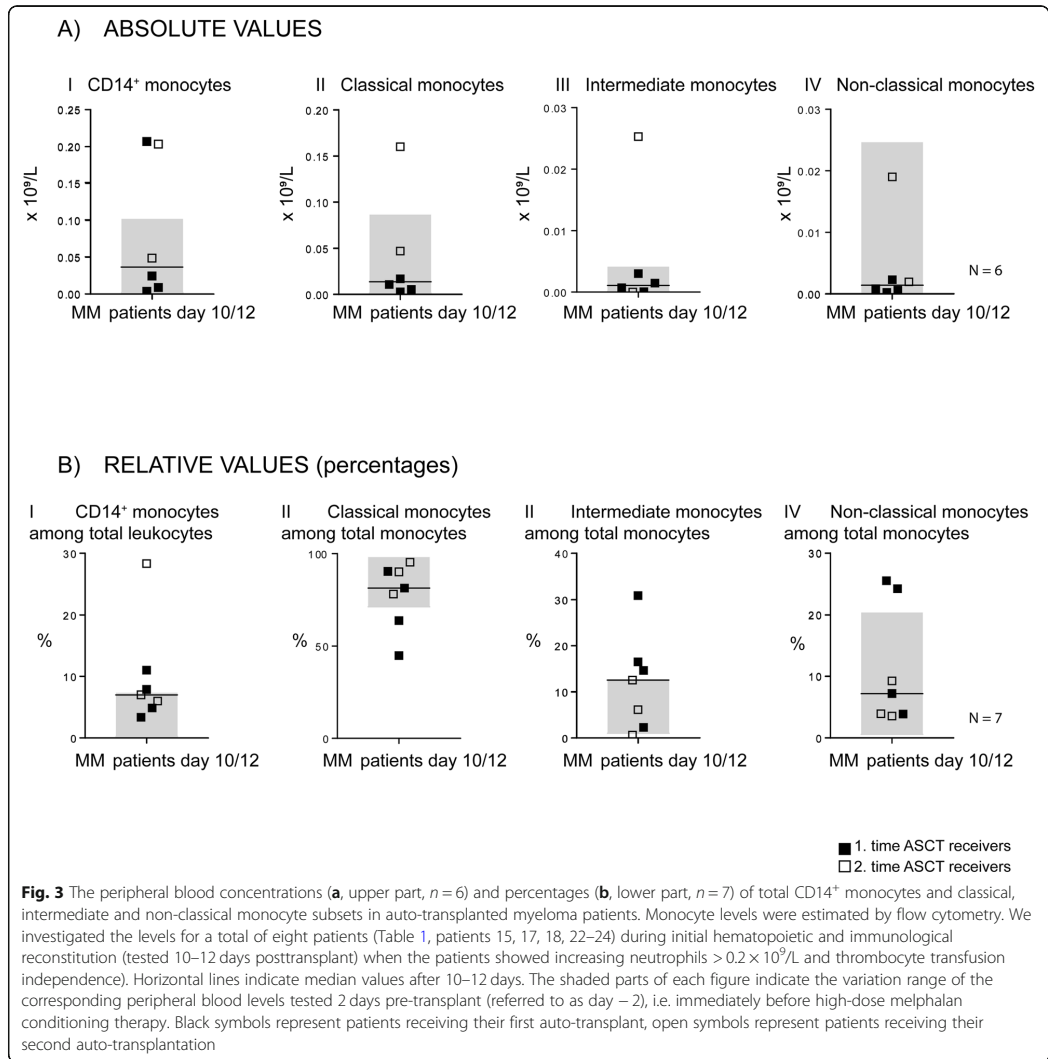 A) ABSOLUTE VALUES
I CD14⁺ monocytes
II Classical monocytes
III Intermediate monocytes
IV Non-classical monocytes
x 10⁹/L
0.25
0.20
0.15
0.10
0.05
0.00
MM patients day 10/12
x 10⁹/L
0.20
0.15
0.10
0.05
0.00
MM patients day 10/12
x 10⁹/L
0.03
0.02
0.01
0.00
MM patients day 10/12
x 10⁹/L
0.03
0.02
0.01
0.00
MM patients day 10/12
N = 6
B) RELATIVE VALUES (percentages)
I CD14⁺ monocytes
among total leukocytes
30
20
%
10
0
MM patients day 10/12
II Classical monocytes
among total monocytes
100
%
50
0
MM patients day 10/12
II Intermediate monocytes
among total monocytes
40
30
%
20
10
0
MM patients day 10/12
IV Non-classical monocytes
among total monocytes
30
20
%
10
0
MM patients day 10/12
N = 7
1. time ASCT receivers
2. time ASCT receivers
Fig. 3 The peripheral blood concentrations (a, upper part, n = 6) and percentages (b, lower part, n = 7) of total CD14⁺ monocytes and classical,
intermediate and non-classical monocyte subsets in auto-transplanted myeloma patients. Monocyte levels were estimated by flow cytometry. We
investigated the levels for a total of eight patients (Table 1, patients 15, 17, 18, 22–24) during initial hematopoietic and immunological
reconstitution (tested 10–12 days posttransplant) when the patients showed increasing neutrophils > 0.2 × 10⁹/L and thrombocyte transfusion
independence). Horizontal lines indicate median values after 10–12 days. The shaded parts of each figure indicate the variation range of the
corresponding peripheral blood levels tested 2 days pre-transplant (referred to as day − 2), i.e. immediately before high-dose melphalan
conditioning therapy. Black symbols represent patients receiving their first auto-transplant, open symbols represent patients receiving their
second auto-transplantation